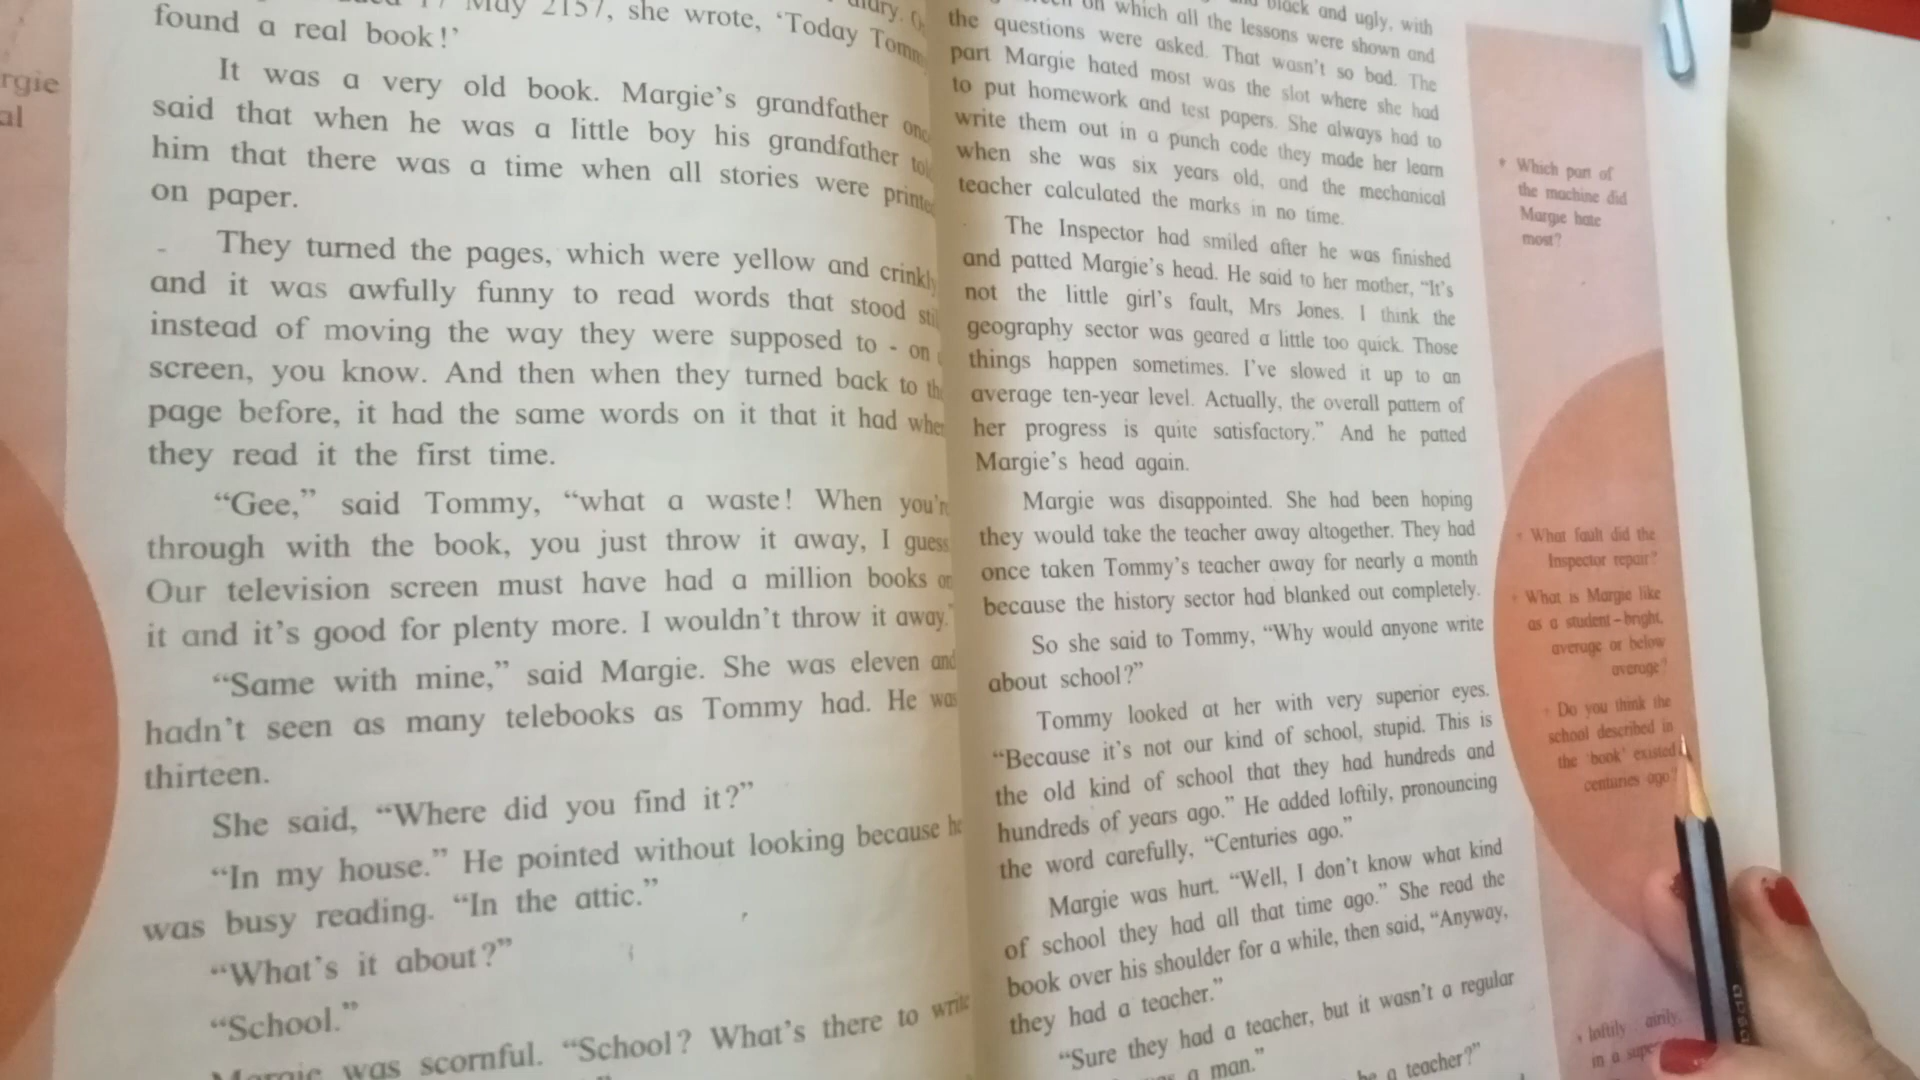 rgie
al
May 2157, she wrote, ‘Today
found a real book!’
It was a very old book. Margie’s grandfather
said that when he was a little boy his grandfather
him that there was a time when all stories were
on paper.
They turned the pages, which were yellow and crinkly
and it was awfully funny to read words that stood
instead of moving the way they were supposed to - on
screen, you know. And then when they turned back to
page before, it had the same words on it that it had
they read it the first time.
“Gee,” said Tommy, “what a waste! When
through with the book, you just throw it away, I guess
Our television screen must have had a million books
it and it’s good for plenty more. I wouldn’t throw it away.
“Same with mine,” said Margie. She was eleven and
hadn’t seen as many telebooks as Tommy had. He was
thirteen.
She said, “Where did you find it?”
“In my house.” He pointed without looking because
was busy reading. “In the attic.”
“What’s it about?”
“School.”
Margie was scornful. “School? What’s there to
black and ugly, with
on which all the lessons were shown and
the questions were asked. That wasn’t so bad. The
part Margie hated most was the slot where she had
to put homework and test papers. She always had to
write them out in a punch code they made her learn
when she was six years old, and the mechanical
teacher calculated the marks in no time.
The Inspector had smiled after he was finished
and patted Margie’s head. He said to her mother, “It’s
not the little girl’s fault, Mrs Jones. I think the
geography sector was geared a little too quick. Those
things happen sometimes. I’ve slowed it up to an
average ten-year level. Actually, the overall pattern of
her progress is quite satisfactory.” And he patted
Margie’s head again.
Margie was disappointed. She had been hoping
they would take the teacher away altogether. They had
once taken Tommy’s teacher away for nearly a month
because the history sector had blanked out completely.
So she said to Tommy, “Why would anyone write
about school?”
Tommy looked at her with very superior eyes.
“Because it’s not our kind of school, stupid. This is
the old kind of school that they had hundreds and
hundreds of years ago.” He added loftily, pronouncing
the word carefully, “Centuries ago.”
Margie was hurt. “Well, I don’t know what kind
of school they had all that time ago.” She read the
book over his shoulder for a while, then said, “Anyway,
they had a teacher.”
“Sure they had a teacher, but it wasn’t a regular
a man.”
a teacher?”
* Which part of
the machine did
Margie hate
most?
* What fault did the
Inspector repair?
* What is Margie like
as a student – bright,
average or below
average?
* Do you think the
school described in
the ‘book’ existed
centuries ago?
loftily airily,
in a